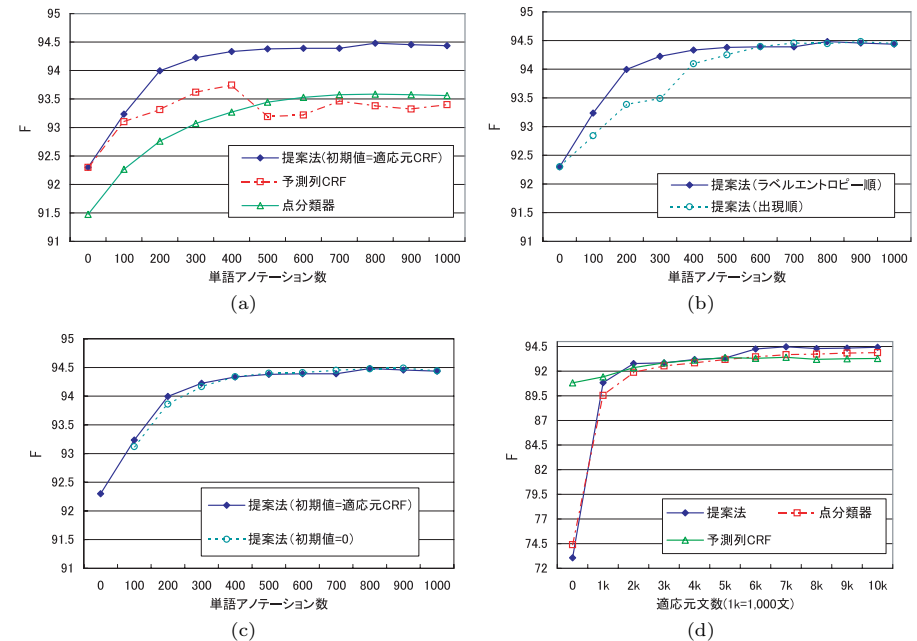 95
94.5
94
93.5
93
92.5
92
91.5
91
F
提案法(初期値=適応元CRF)
予測列CRF
点分類器
0 100 200 300 400 500 600 700 800 900 1000
単語アノテーション数
(a)
95
94.5
94
93.5
93
92.5
92
91.5
91
F
提案法(ラベルエントロピー順)
提案法(出現順)
0 100 200 300 400 500 600 700 800 900 1000
単語アノテーション数
(b)
95
94.5
94
93.5
93
92.5
92
91.5
91
F
提案法(初期値=適応元CRF)
提案法(初期値=0)
0 100 200 300 400 500 600 700 800 900 1000
単語アノテーション数
(c)
94.5
92
89.5
87
84.5
82
79.5
77
74.5
72
F
提案法 点分類器
予測列CRF
0 1k 2k 3k 4k 5k 6k 7k 8k 9k 10k
適応元文数(1k=1,000文)
(d)